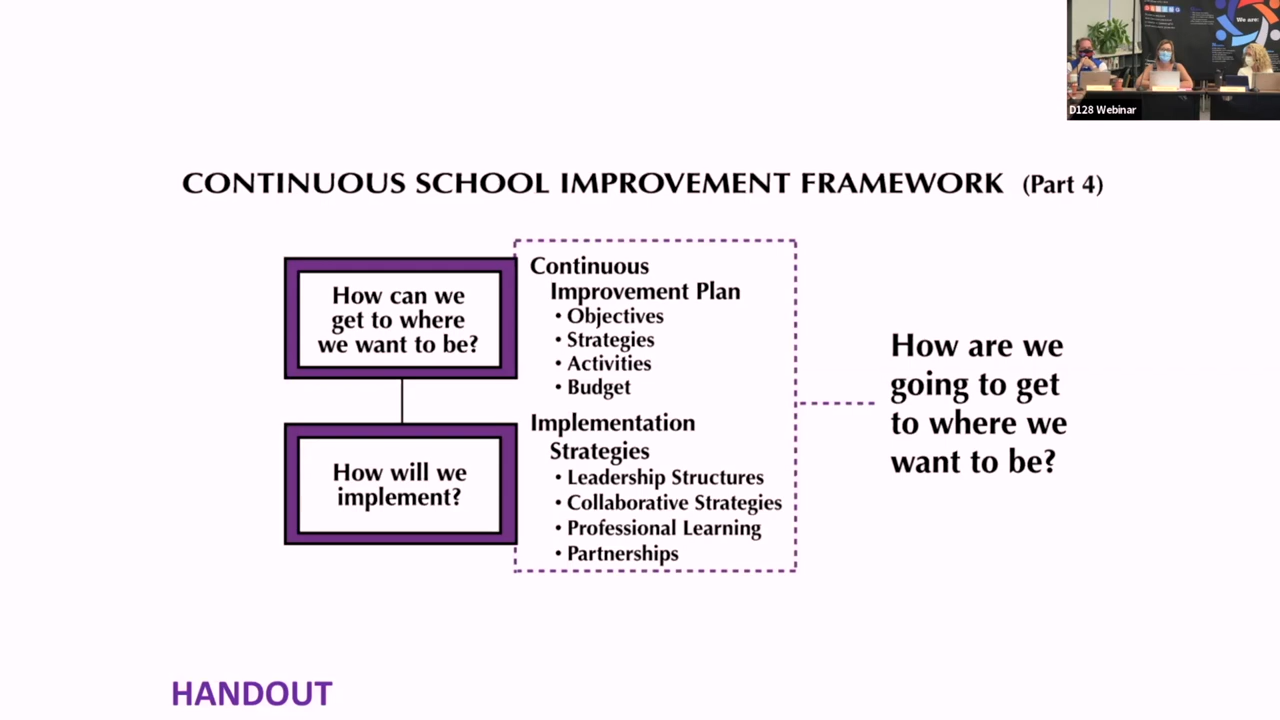 We are:
D128 Webinar
CONTINUOUS SCHOOL IMPROVEMENT FRAMEWORK (Part 4)
How can we
get to where
we want to be?
Continuous
Improvement Plan
• Objectives
• Strategies
• Activities
• Budget
How will we
implement?
Implementation
Strategies
• Leadership Structures
• Collaborative Strategies
• Professional Learning
• Partnerships
How are we
going to get
to where we
want to be?
HANDOUT